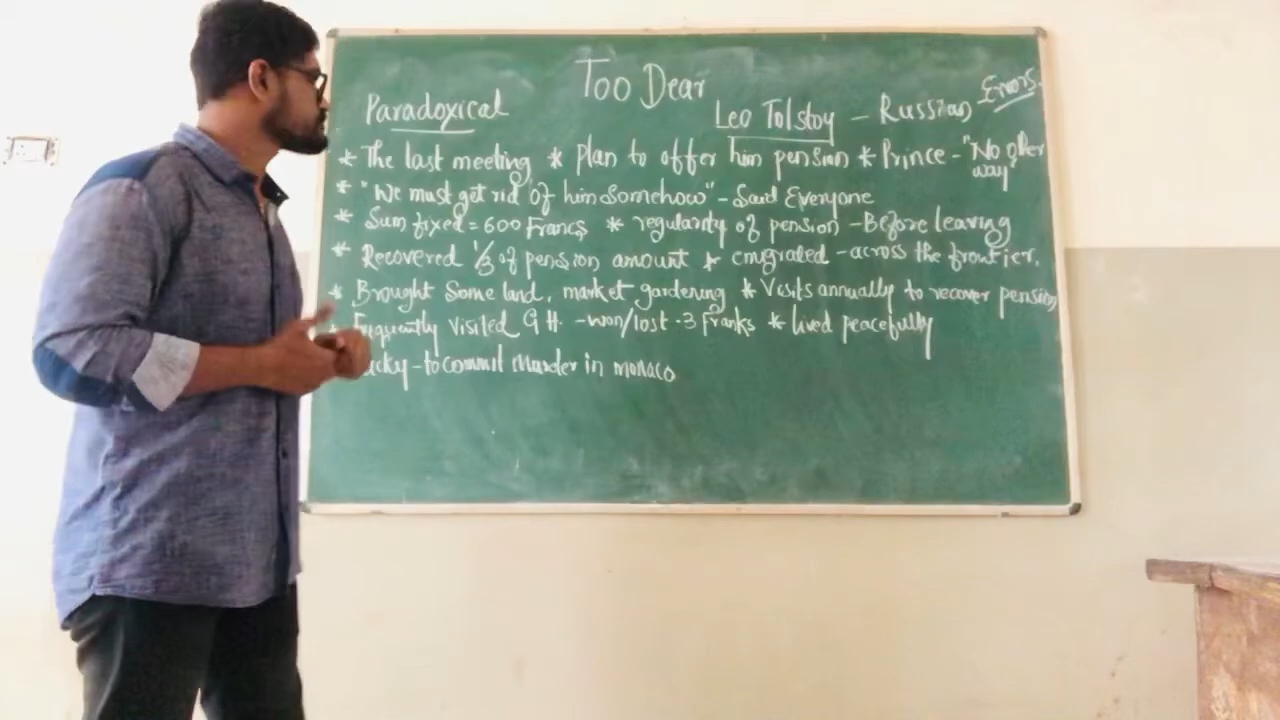 Too Dear
Errors.
Paradoxical
Leo Tolstoy - Russian
* The last meeting * plan to offer him pension * Prince - "No other way"
* "We must get rid of him somehow" - Said Everyone
* Sum fixed = 600 Francs * regularity of pension - Before leaving
* Recovered 1/3 of pension amount * emigrated - across the frontier.
* Brought Some land, market gardening * Visits annually to recover pension
* Frequently visited G.H. - won/lost - 3 Franks * lived peacefully
- to commit Murder in monaco